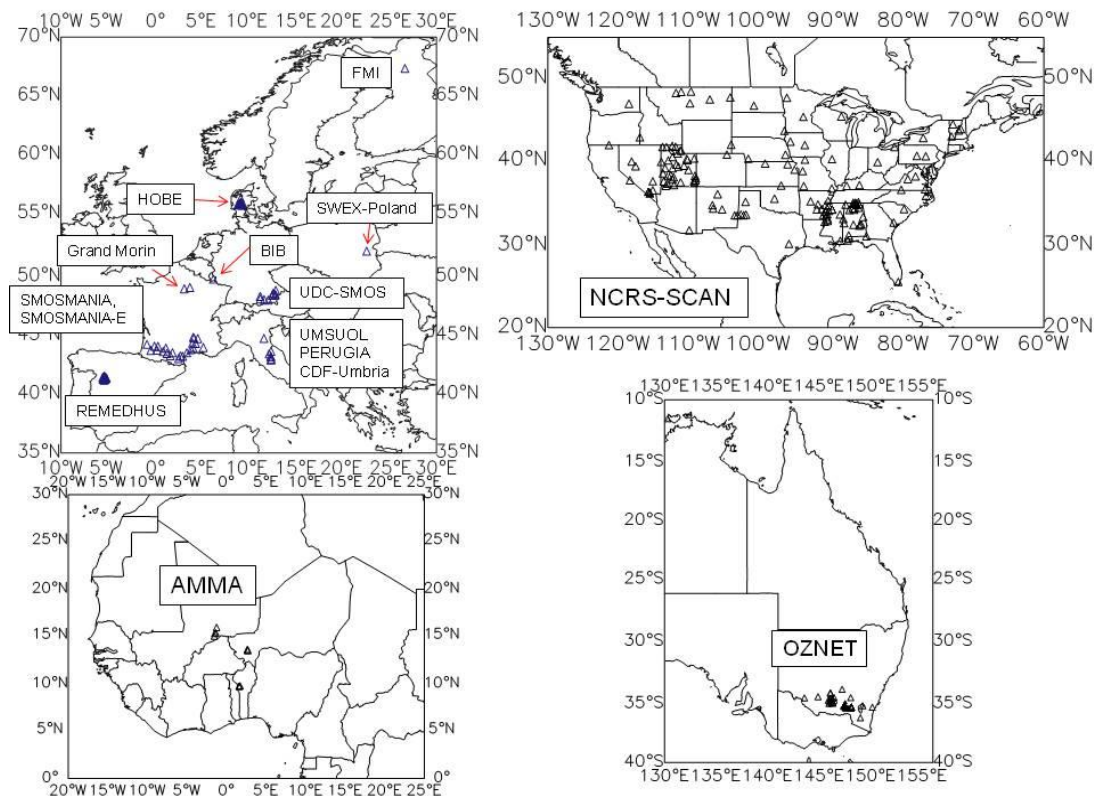 10°W 0° 5°E 10°E 20°E 30°E
70°N 70°N
FMI
65°N 65°N
60°N 60°N
HOBE
SWEX-Poland
55°N 55°N
Grand Morin
BIB
50°N 50°N
SMOSMANIA,
SMOSMANIA-E
UDC-SMOS
45°N 45°N
UMSUOL
PERUGIA
CDF-Umbria
40°N 40°N
REMEDHUS
35°N 35°N
10°W 5°W 0° 5°E 10°E 15°E 20°E 25°E 30°E
130°W 120°W 110°W 100°W 90°W 80°W 70°W 60°W
50°N 50°N
40°N 40°N
30°N 30°N
NCRS-SCAN
20°N 20°N
130°W 120°W 110°W 100°W 90°W 80°W 70°W 60°W
20°W 15°W 10°W 5°W 0° 5°E 10°E 15°E 20°E 25°E
30°N 30°N
25°N 25°N
20°N 20°N
AMMA
15°N 15°N
10°N 10°N
5°N 5°N
0° 0°
20°W 15°W 10°W 5°W 0° 5°E 10°E 15°E 20°E 25°E
130°E 135°E 140°E 145°E 150°E 155°E
10°S 10°S
15°S 15°S
20°S 20°S
25°S 25°S
30°S 30°S
OZNET
35°S 35°S
40°S 40°S
130°E 135°E 140°E 145°E 150°E 155°E